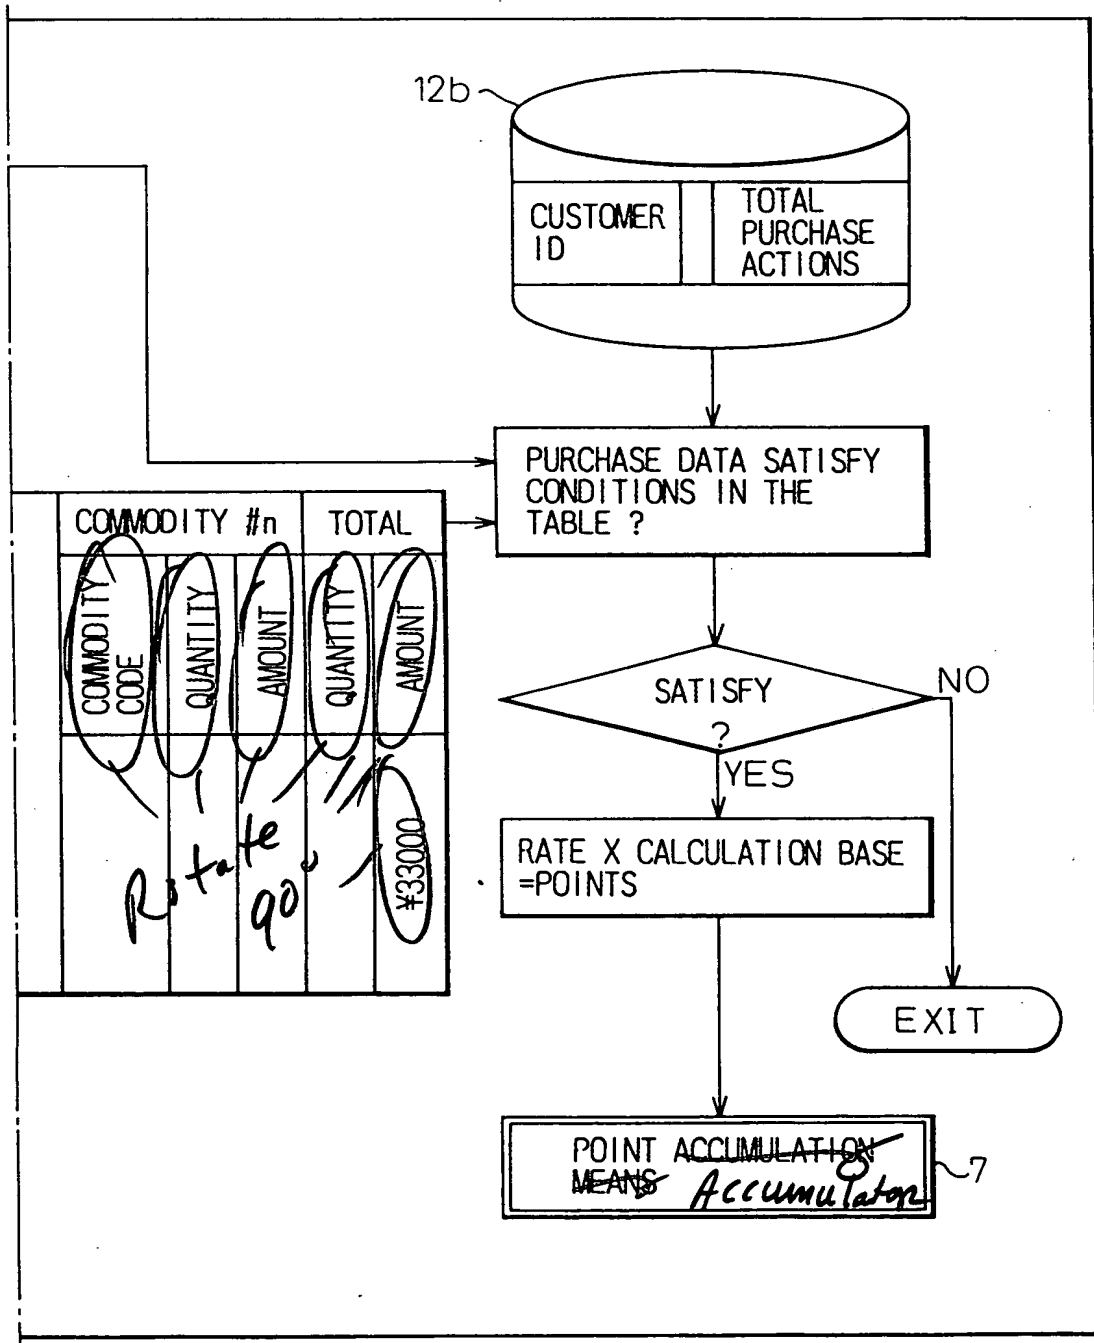 12b
CUSTOMER
ID
TOTAL
PURCHASE
ACTIONS
PURCHASE DATA SATISFY
CONDITIONS IN THE
TABLE ?
COMMODITY #n
TOTAL
COMMODITY
CODE
QUANTITY
AMOUNT
QUANTITY
AMOUNT
¥33000
Rotate
90°
SATISFY
?
NO
YES
RATE X CALCULATION BASE
=POINTS
EXIT
POINT ACCUMULATION
MEANS Accumulator
7